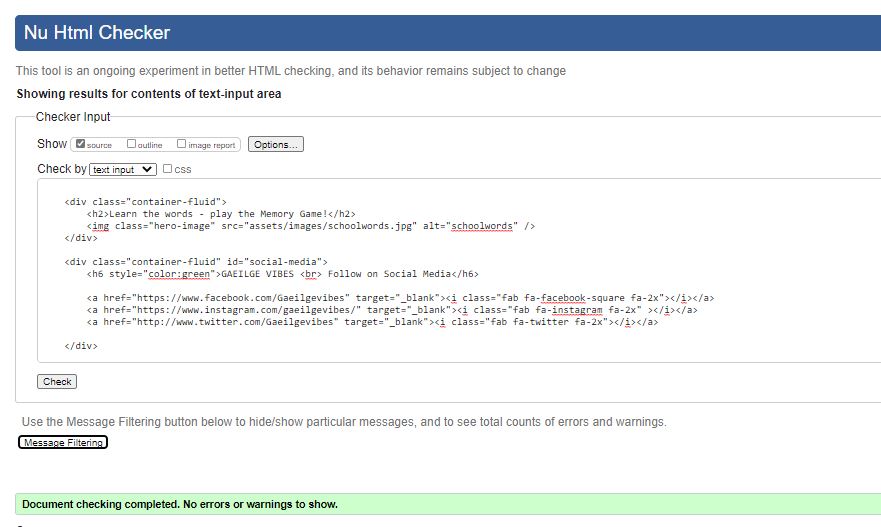 Nu Html Checker
This tool is an ongoing experiment in better HTML checking, and its behavior remains subject to change
Showing results for contents of text-input area
Checker Input
Show source outline image report Options...
Check by text input css
<div class="container-fluid">
<h2>Learn the words - play the Memory Game!</h2>
<img class="hero-image" src="assets/images/schoolwords.jpg" alt="schoolwords" />
</div>
<div class="container-fluid" id="social-media">
<h6 style="color:green">GAEILGE VIBES <br> Follow on Social Media</h6>
<a href="https://www.facebook.com/Gaeilgevibes" target="_blank"><i class="fab fa-facebook-square fa-2x"></i></a>
<a href="https://www.instagram.com/gaeilgevibes/" target="_blank"><i class="fab fa-instagram fa-2x" ></i></a>
<a href="http://www.twitter.com/Gaeilgevibes" target="_blank"><i class="fab fa-twitter fa-2x"></i></a>
</div>
Check
Use the Message Filtering button below to hide/show particular messages, and to see total counts of errors and warnings.
Message Filtering
Document checking completed. No errors or warnings to show.